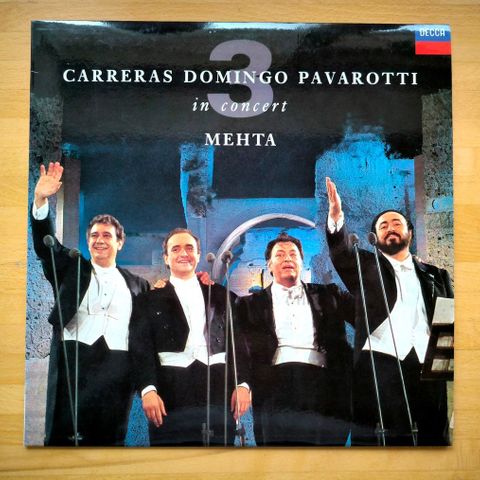 DECCA
3
CARRERAS DOMINGO PAVAROTTI
in concert
MEHTA